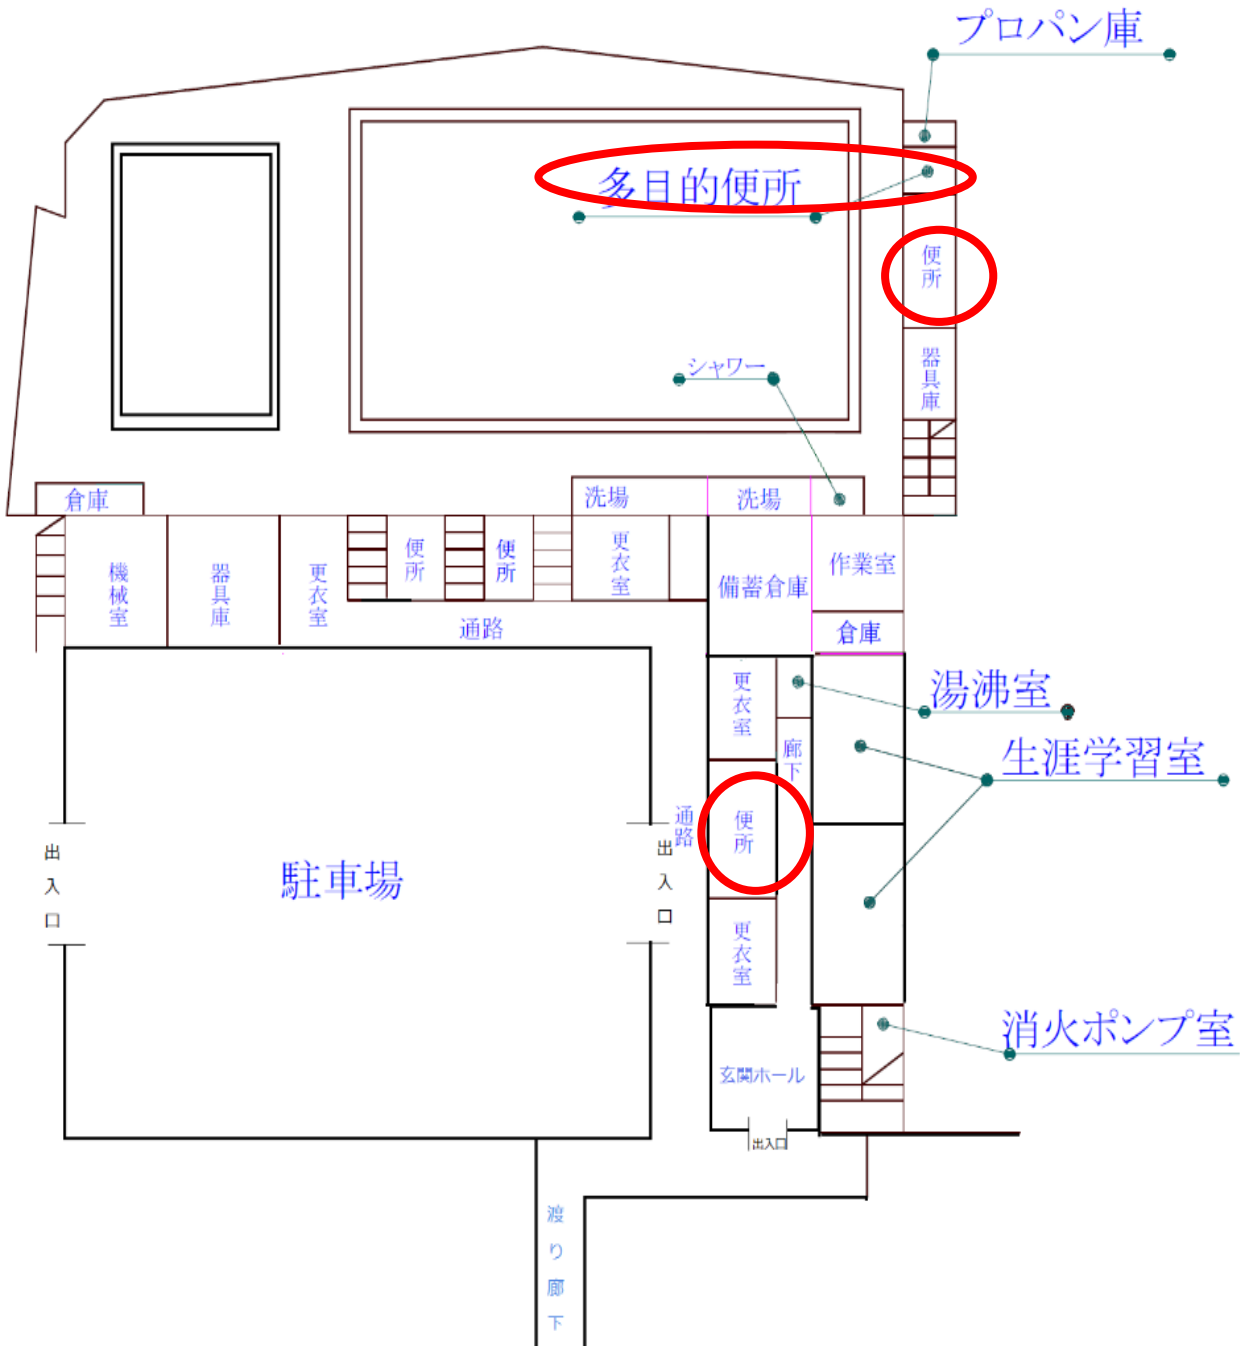 プロパン庫
多目的便所
便所
器具庫
シャワー
倉庫
洗場
洗場
機械室
器具庫
更衣室
便所
便所
更衣室
備蓄倉庫
作業室
倉庫
通路
更衣室
湯沸室
廊下
生涯学習室
通路
便所
出入口
駐車場
出入口
更衣室
消火ポンプ室
玄関ホール
出入口
渡り廊下